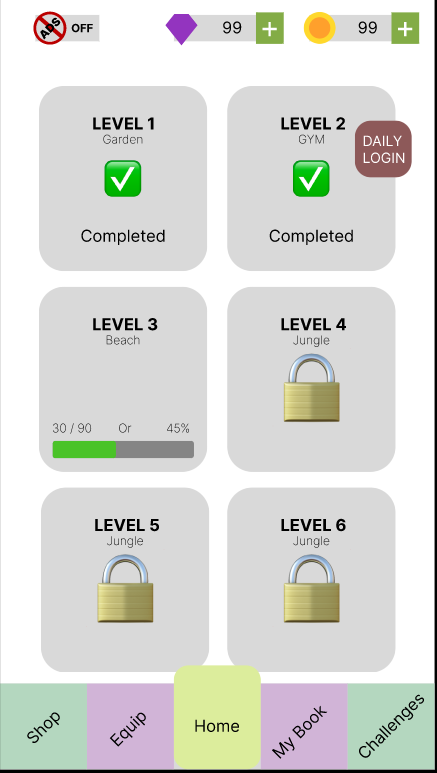 ADS OFF 99 + 99 +
LEVEL 1
Garden
Completed
LEVEL 2
GYM
Completed
DAILY
LOGIN
LEVEL 3
Beach
30 / 90 Or 45%
LEVEL 4
Jungle
LEVEL 5
Jungle
LEVEL 6
Jungle
Shop
Equip
Home
My Book
Challenges